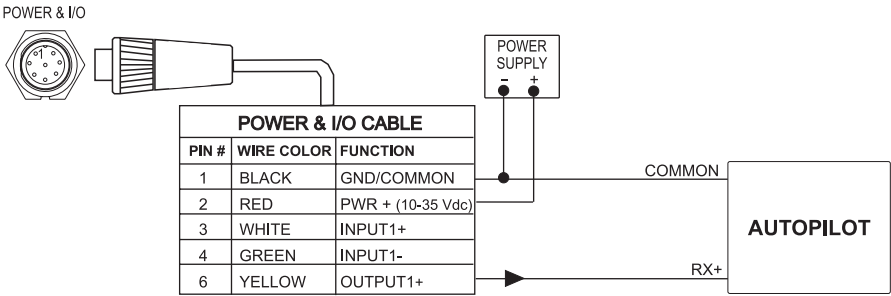 POWER & I/O
1
POWER
SUPPLY
- +
POWER & I/O CABLE
PIN # WIRE COLOR FUNCTION
1 BLACK GND/COMMON
2 RED PWR + (10-35 Vdc)
3 WHITE INPUT1+
4 GREEN INPUT1-
6 YELLOW OUTPUT1+
COMMON
RX+
AUTOPILOT